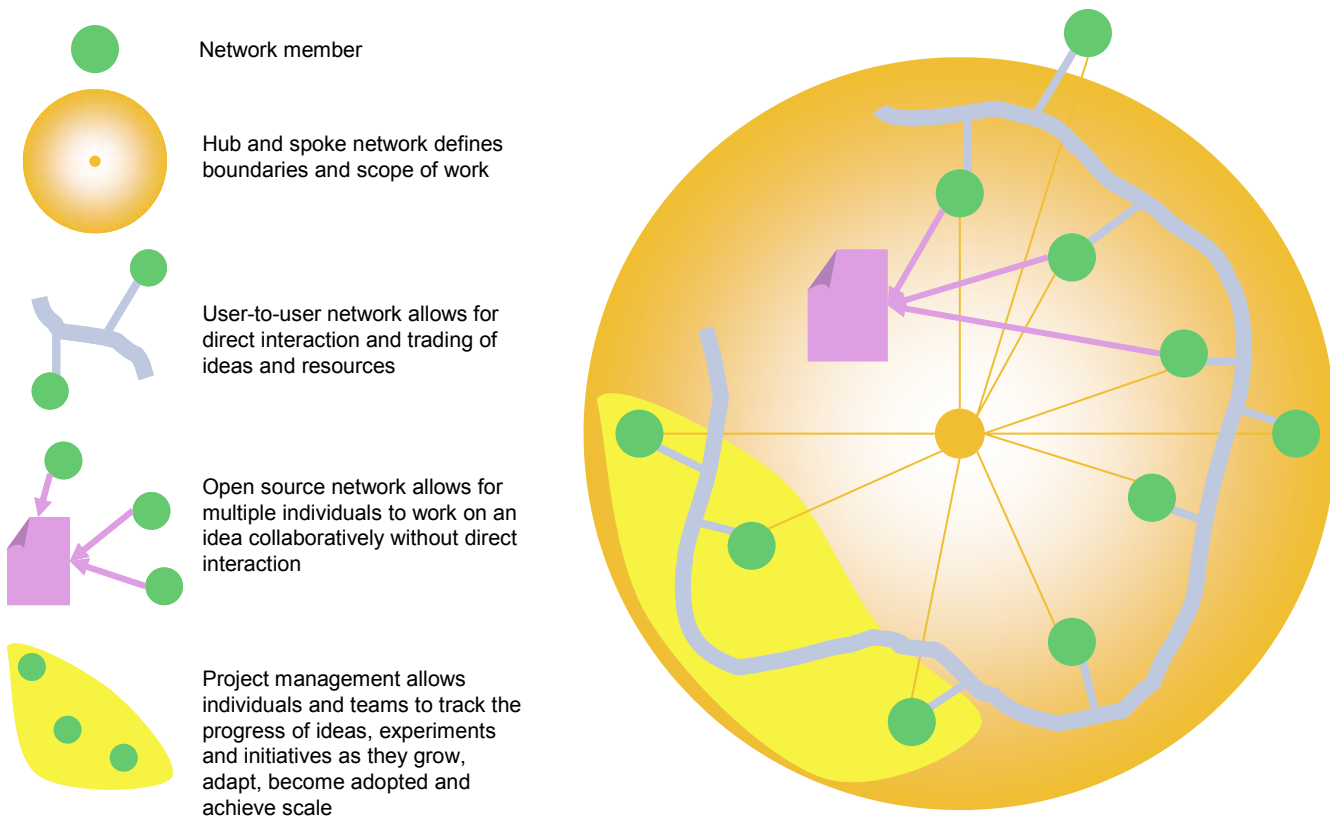 Network member
Hub and spoke network defines
boundaries and scope of work
User-to-user network allows for
direct interaction and trading of
ideas and resources
Open source network allows for
multiple individuals to work on an
idea collaboratively without direct
interaction
Project management allows
individuals and teams to track the
progress of ideas, experiments
and initiatives as they grow,
adapt, become adopted and
achieve scale